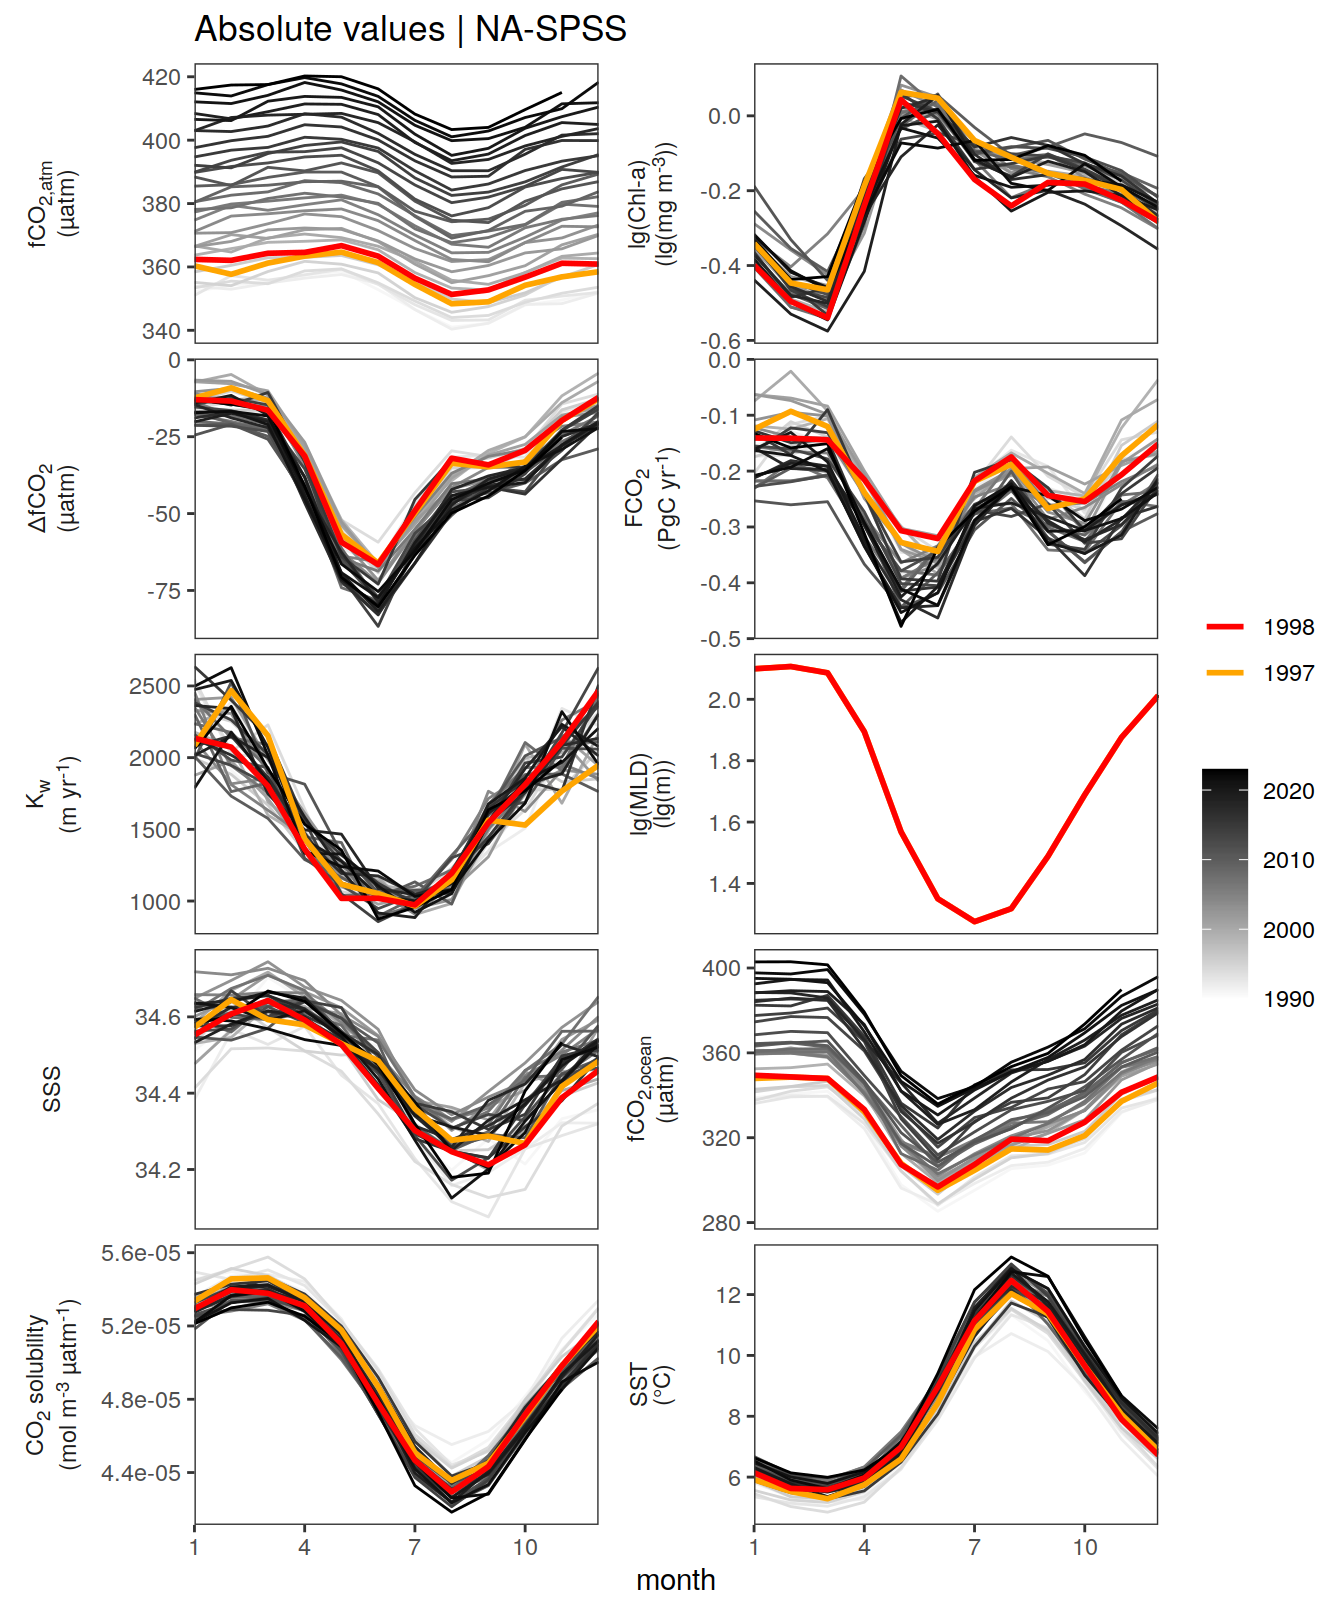 Absolute values | NA-SPSS
fCO2,atm
(µatm)
420
400
380
360
340
lg(Chl-a)
(lg(mg m-3))
0.0
-0.2
-0.4
-0.6
ΔfCO2
(µatm)
0
-25
-50
-75
FCO2
(PgC yr-1)
0.0
-0.1
-0.2
-0.3
-0.4
-0.5
Kw
(m yr-1)
2500
2000
1500
1000
lg(MLD)
(lg(m))
2.0
1.8
1.6
1.4
SSS
34.6
34.4
34.2
fCO2,ocean
(µatm)
400
360
320
280
CO2 solubility
(mol m-3 µatm-1)
5.6e-05
5.2e-05
4.8e-05
4.4e-05
1
4
7
10
SST
(°C)
12
10
8
6
1
4
7
10
month
1998
1997
2020
2010
2000
1990